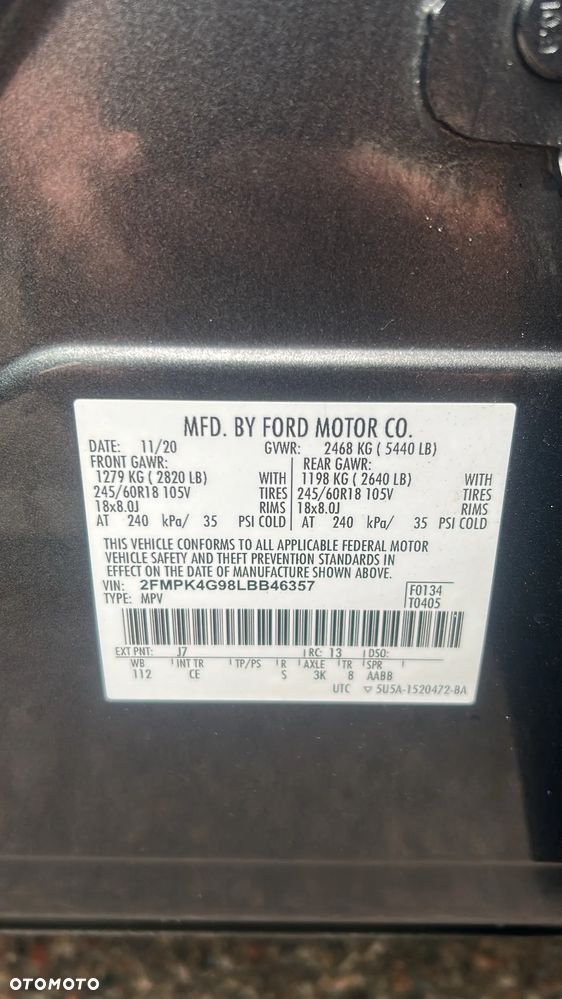 MFD. BY FORD MOTOR CO.
DATE: 11/20 GVWR: 2468 KG ( 5440 LB)
FRONT GAWR: REAR GAWR:
1279 KG ( 2820 LB) WITH 1198 KG ( 2640 LB) WITH
245/60R18 105V TIRES 245/60R18 105V TIRES
18x8.0J RIMS 18x8.0J RIMS
AT 240 kPa/ 35 PSI COLD AT 240 kPa/ 35 PSI COLD
THIS VEHICLE CONFORMS TO ALL APPLICABLE FEDERAL MOTOR
VEHICLE SAFETY AND THEFT PREVENTION STANDARDS IN
EFFECT ON THE DATE OF MANUFACTURE SHOWN ABOVE.
VIN: 2FMPK4G98LBB46357 F0134
TYPE: MPV T0405
EXT PNT: J7 RC: 13 DSO:
WB INT TR TP/PS R AXLE TR SPR
112 CE S 3K 8 AABB
UTC ▽ 5U5A-1520472-BA
OTOMOTO